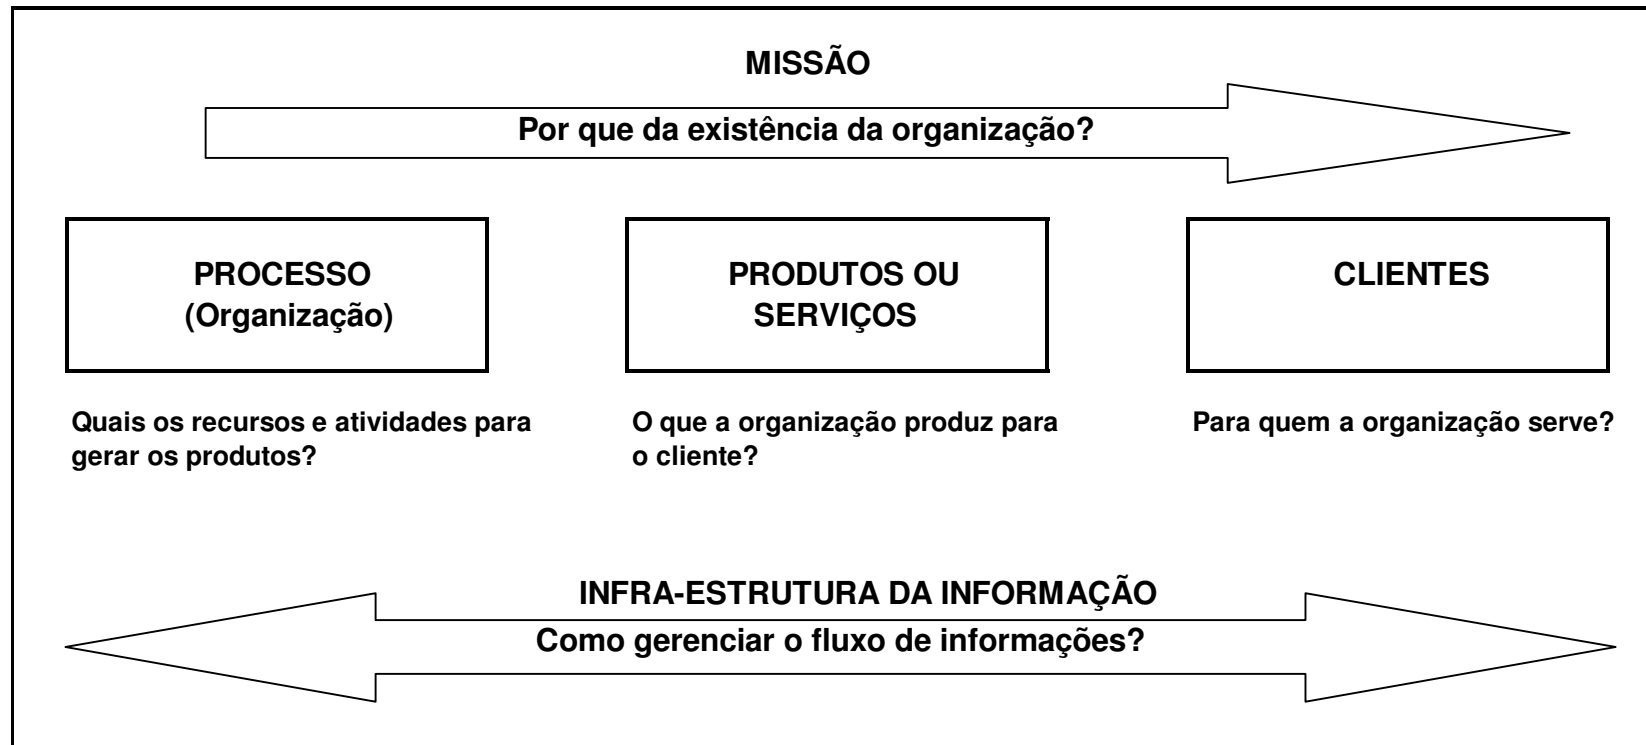 MISSÃO
Por que da existência da organização?
PROCESSO
(Organização)
PRODUTOS OU
SERVIÇOS
CLIENTES
Quais os recursos e atividades para
gerar os produtos?
O que a organização produz para
o cliente?
Para quem a organização serve?
INFRA-ESTRUTURA DA INFORMAÇÃO
Como gerenciar o fluxo de informações?